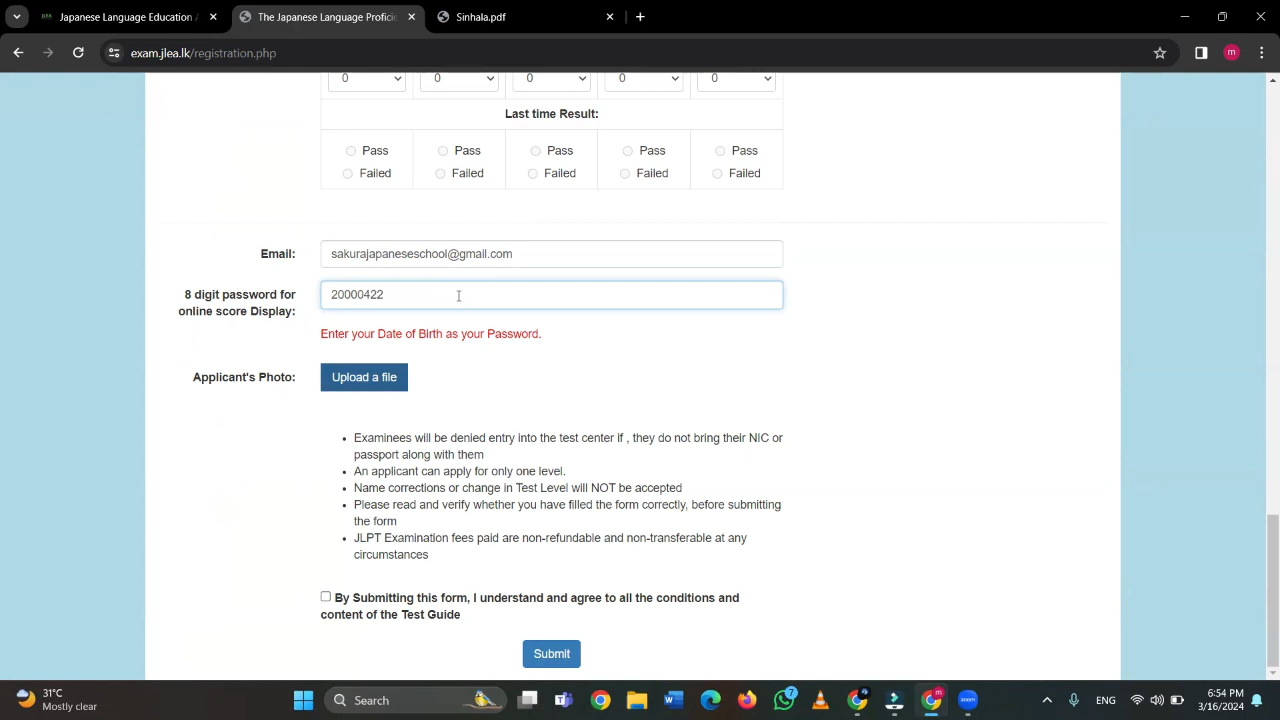 Japanese Language Education A
The Japanese Language Profici
Sinhala.pdf
exam.jlea.lk/registration.php
m
0 0 0 0 0
Last time Result:
Pass Pass Pass Pass Pass
Failed Failed Failed Failed Failed
Email: sakurajapaneseschool@gmail.com
8 digit password for
online score Display:
20000422
Enter your Date of Birth as your Password.
Applicant's Photo: Upload a file
Examinees will be denied entry into the test center if , they do not bring their NIC or
passport along with them
An applicant can apply for only one level.
Name corrections or change in Test Level will NOT be accepted
Please read and verify whether you have filled the form correctly, before submitting
the form
JLPT Examination fees paid are non-refundable and non-transferable at any
circumstances
By Submitting this form, I understand and agree to all the conditions and
content of the Test Guide
Submit
31°C
Mostly clear
Search
7
m
zoom
ENG
6:54 PM
3/16/2024